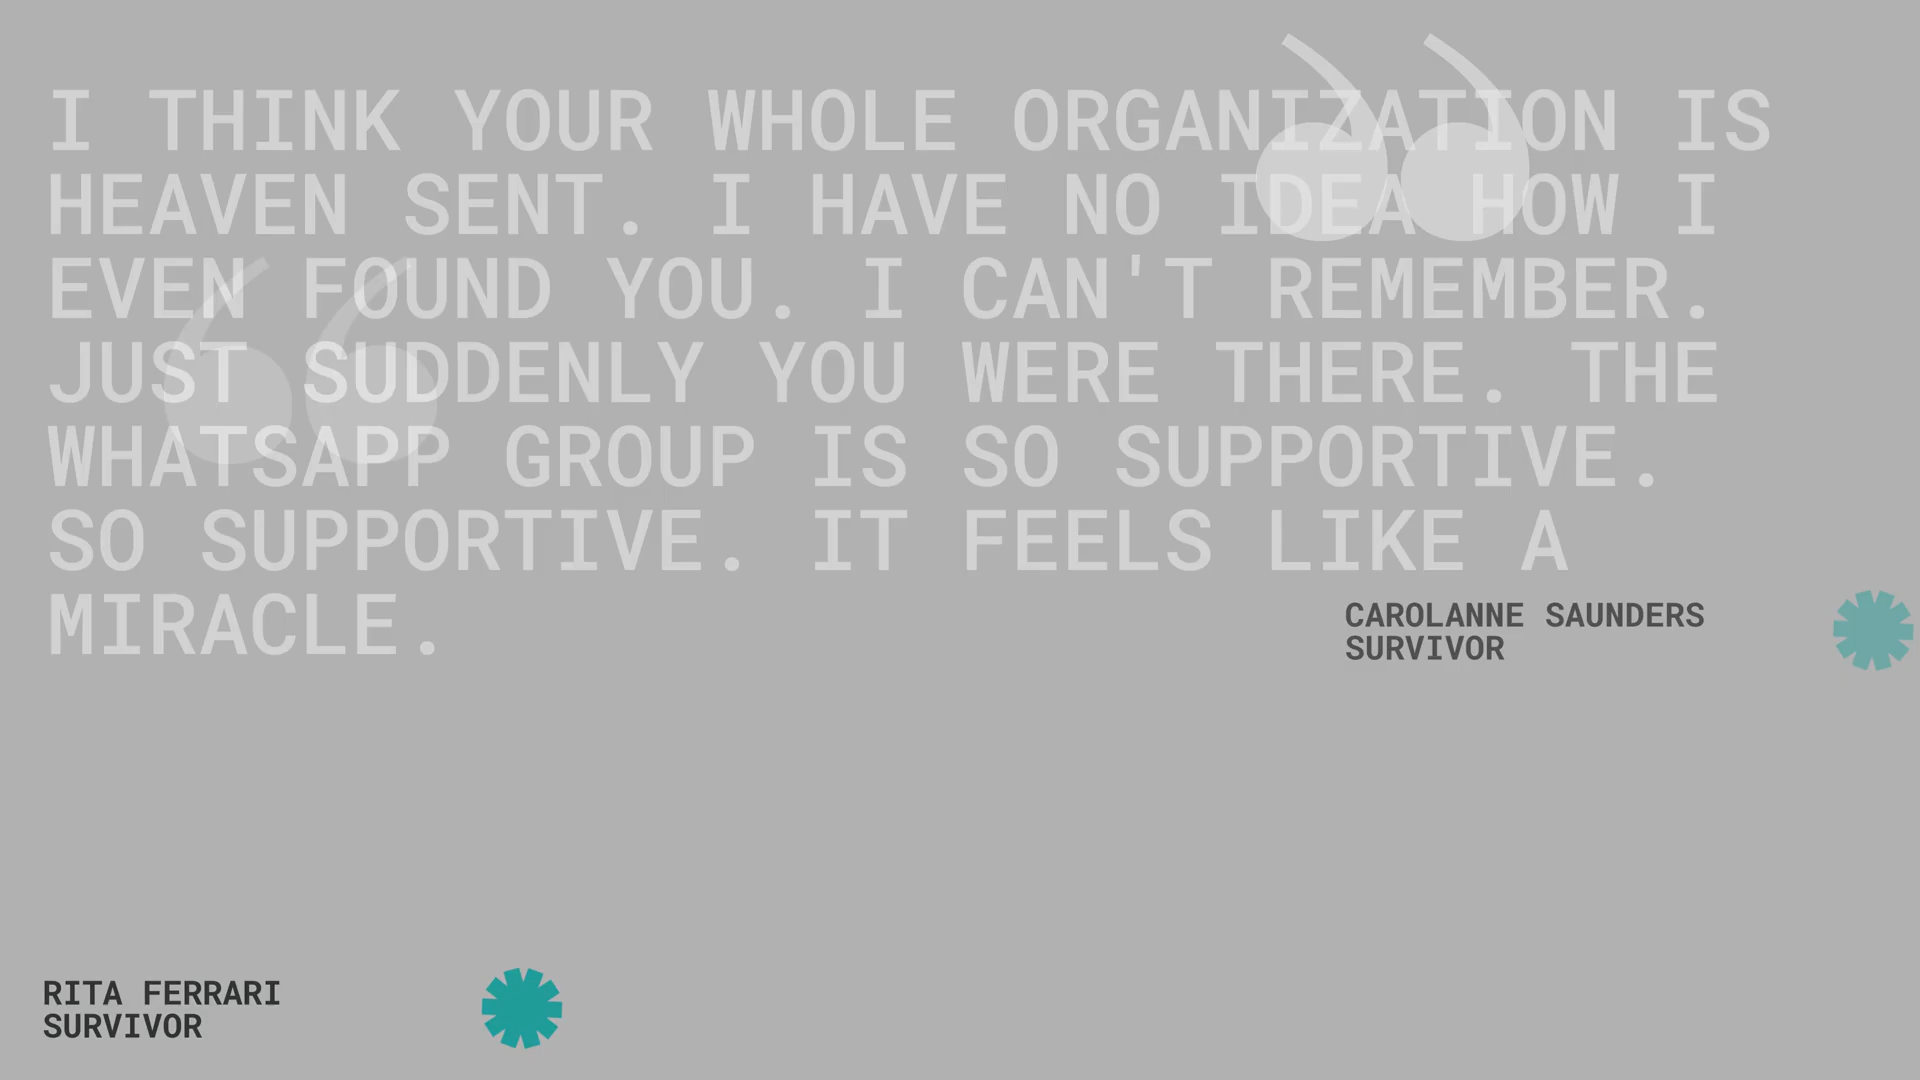 I THINK YOUR WHOLE ORGANIZATION IS
HEAVEN SENT. I HAVE NO IDEA HOW I
EVEN FOUND YOU. I CAN'T REMEMBER.
JUST SUDDENLY YOU WERE THERE. THE
WHATSAPP GROUP IS SO SUPPORTIVE.
SO SUPPORTIVE. IT FEELS LIKE A
MIRACLE.
CAROLANNE SAUNDERS
SURVIVOR
RITA FERRARI
SURVIVOR